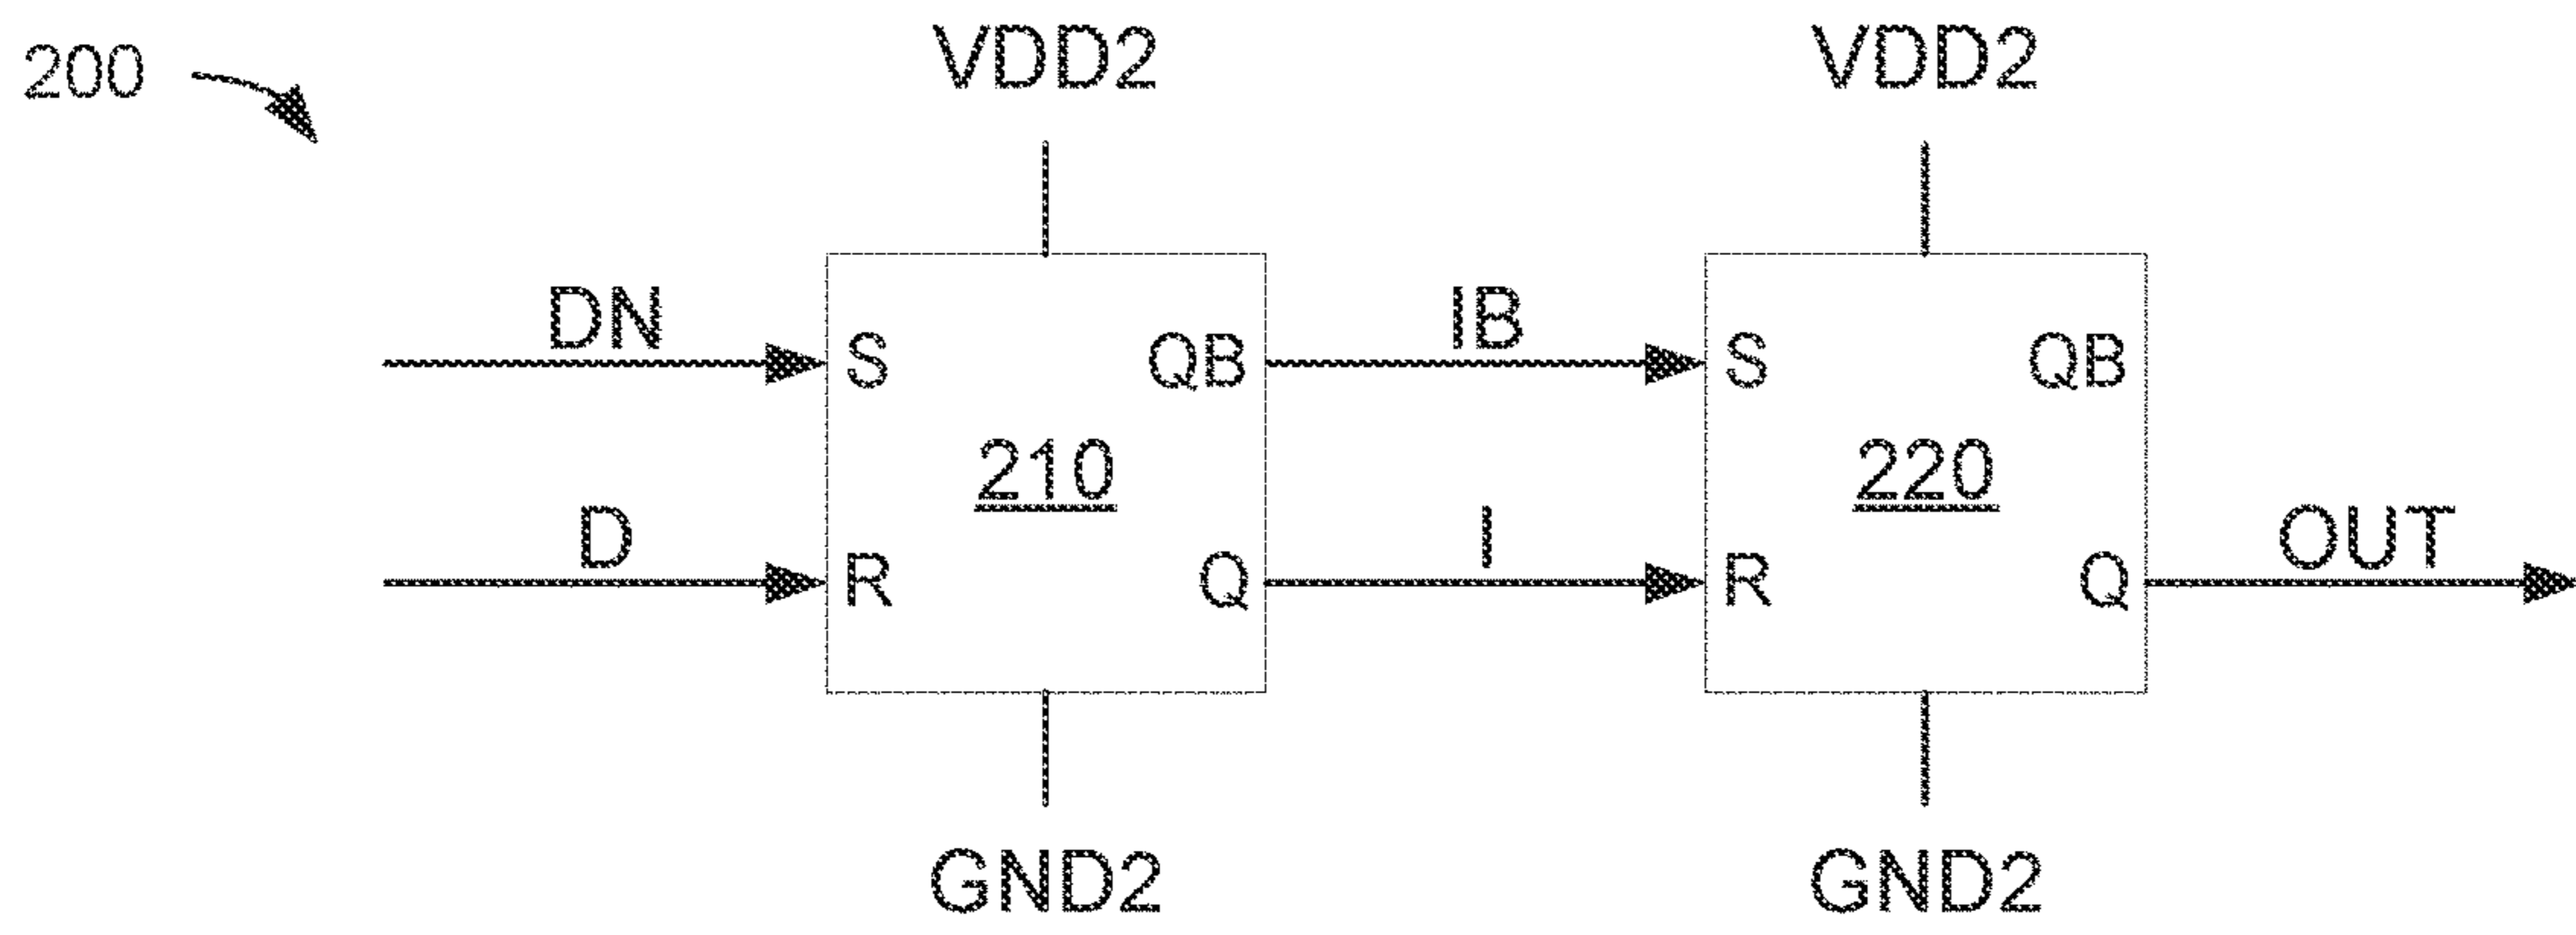 200
VDD2 VDD2
DN IB
S QB S QB
210 220
D I OUT
R Q R Q
GND2 GND2